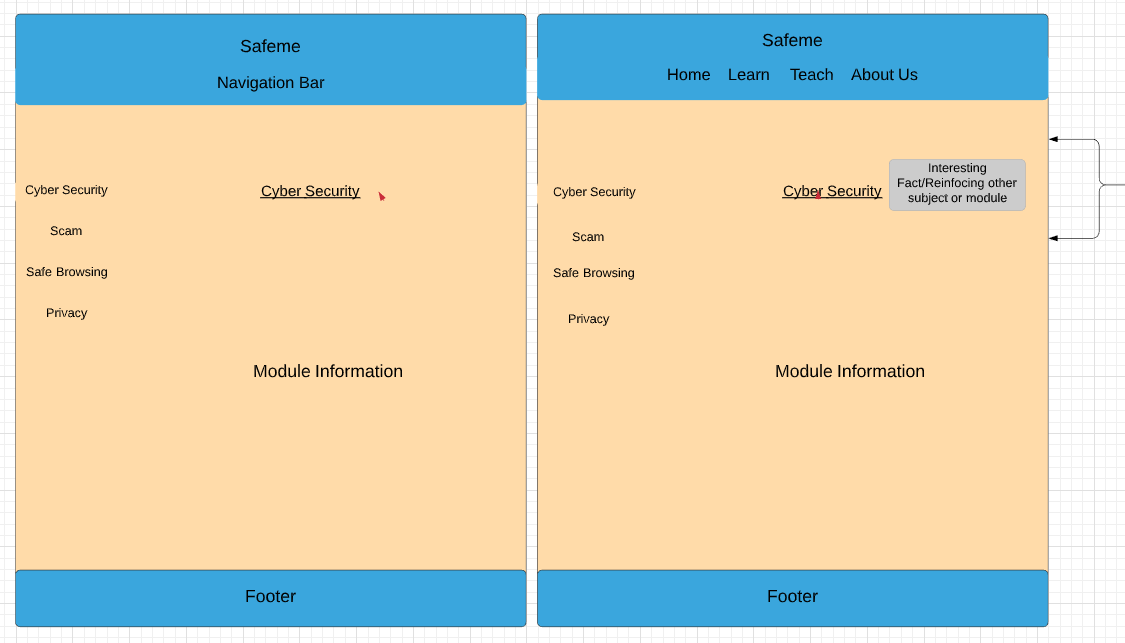 Safeme
Navigation Bar
Cyber Security
Scam
Safe Browsing
Privacy
Cyber Security
Module Information
Footer
Safeme
Home Learn Teach About Us
Cyber Security
Scam
Safe Browsing
Privacy
Cyber Security
Interesting
Fact/Reinfocing other
subject or module
Module Information
Footer